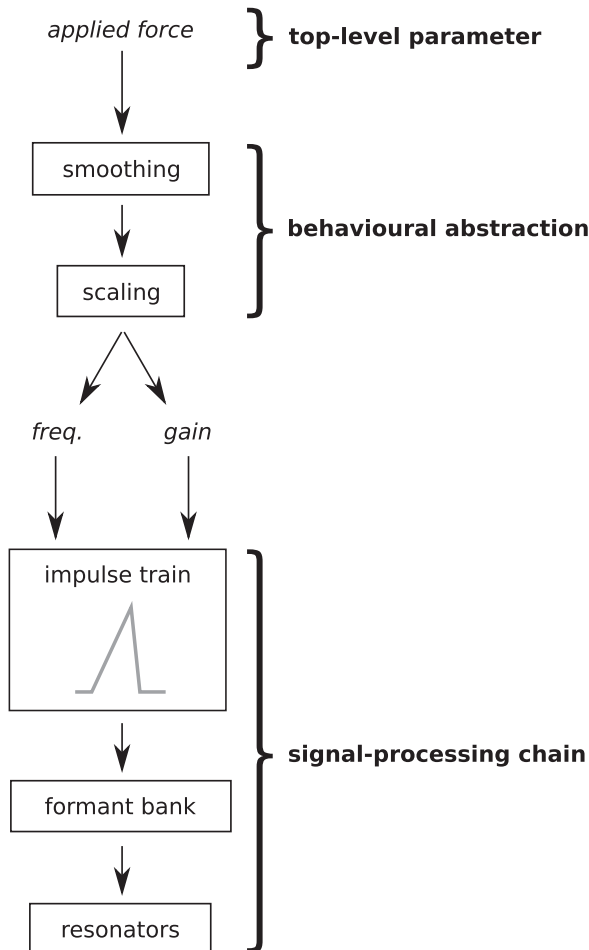 applied force
top-level parameter
smoothing
behavioural abstraction
scaling
freq.
gain
impulse train
signal-processing chain
formant bank
resonators